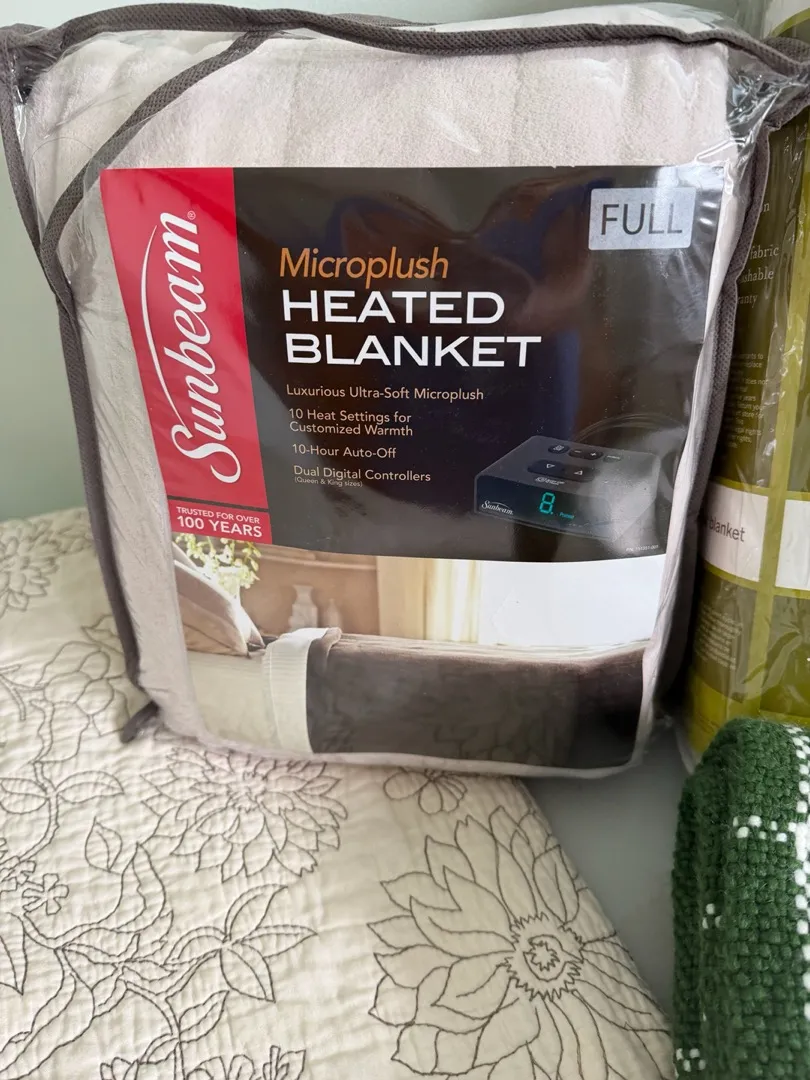 Sunbeam®
TRUSTED FOR OVER
100 YEARS
FULL
Microplush
HEATED
BLANKET
Luxurious Ultra-Soft Microplush
10 Heat Settings for
Customized Warmth
10-Hour Auto-Off
Dual Digital Controllers
(Queen & King sizes)
Sunbeam
8.
fabric
blanket